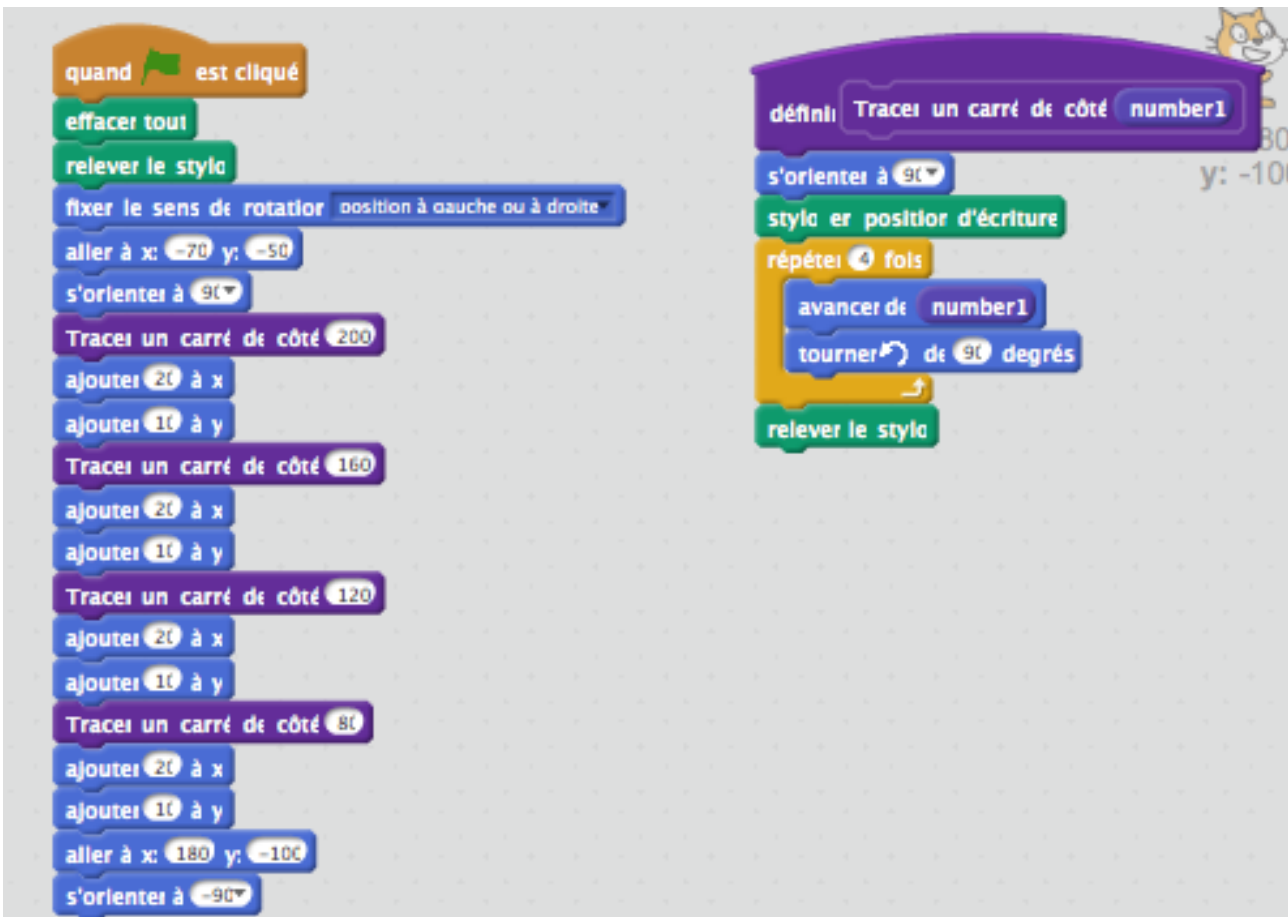 quand est cliqué
effacer tout
relever le stylo
fixer le sens de rotation position à gauche ou à droite
aller à x: -70 y: -50
s'orienter à 90
Tracer un carré de côté 200
ajouter 20 à x
ajouter 10 à y
Tracer un carré de côté 160
ajouter 20 à x
ajouter 10 à y
Tracer un carré de côté 120
ajouter 20 à x
ajouter 10 à y
Tracer un carré de côté 80
ajouter 20 à x
ajouter 10 à y
aller à x: 180 y: -100
s'orienter à -90
définir Tracer un carré de côté number1
s'orienter à 90
stylo en position d'écriture
répéter 4 fois
avancer de number1
tourner de 90 degrés
relever le stylo
y: -100